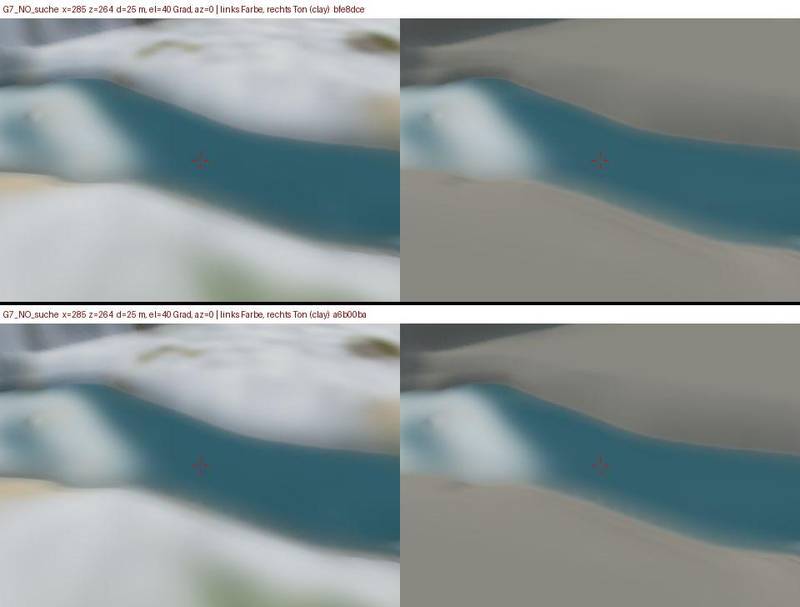 G7_NO_suche x=285 z=264 d=25 m, el=40 Grad, az=0 | links Farbe, rechts Ton (clay) bfe8dce
G7_NO_suche x=285 z=264 d=25 m, el=40 Grad, az=0 | links Farbe, rechts Ton (clay) a6b00ba